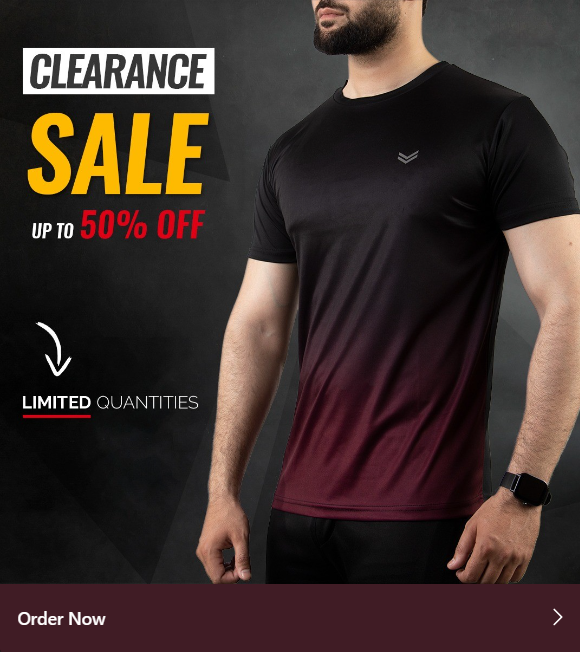 CLEARANCE
SALE
UP TO 50% OFF
LIMITED QUANTITIES
Order Now